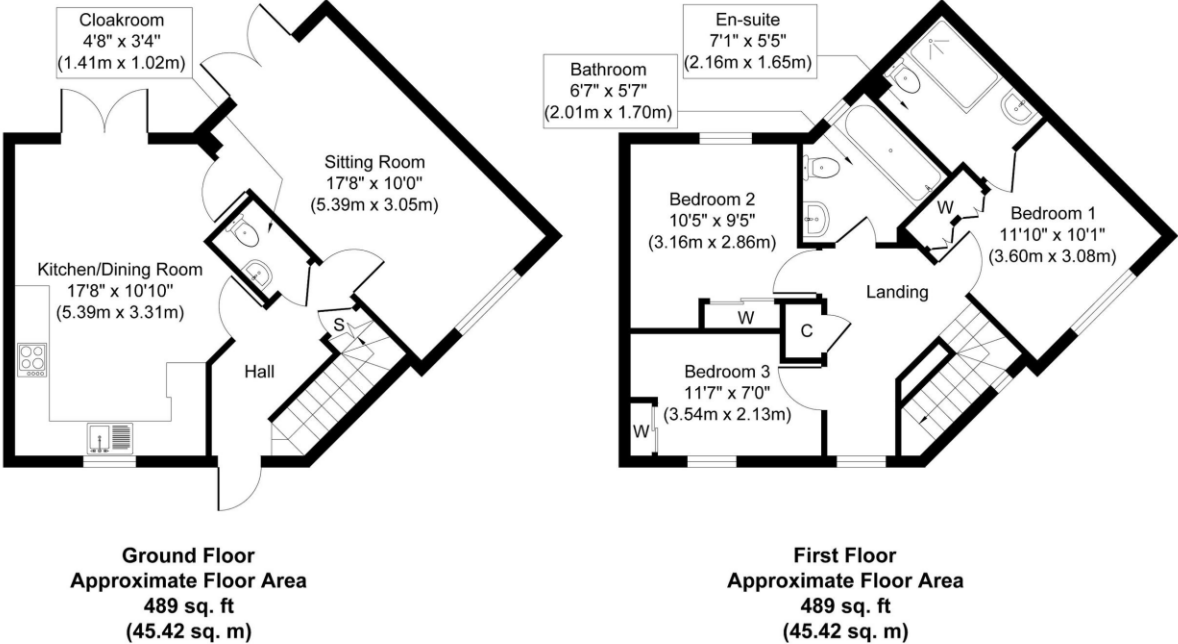 Cloakroom
4'8" x 3'4"
(1.41m x 1.02m)
Sitting Room
17'8" x 10'0"
(5.39m x 3.05m)
Kitchen/Dining Room
17'8" x 10'10"
(5.39m x 3.31m)
S
Hall
Ground Floor
Approximate Floor Area
489 sq. ft
(45.42 sq. m)
En-suite
7'1" x 5'5"
(2.16m x 1.65m)
Bathroom
6'7" x 5'7"
(2.01m x 1.70m)
Bedroom 2
10'5" x 9'5"
(3.16m x 2.86m)
W
Bedroom 1
11'10" x 10'1"
(3.60m x 3.08m)
Landing
W
C
Bedroom 3
11'7" x 7'0"
(3.54m x 2.13m)
W
First Floor
Approximate Floor Area
489 sq. ft
(45.42 sq. m)